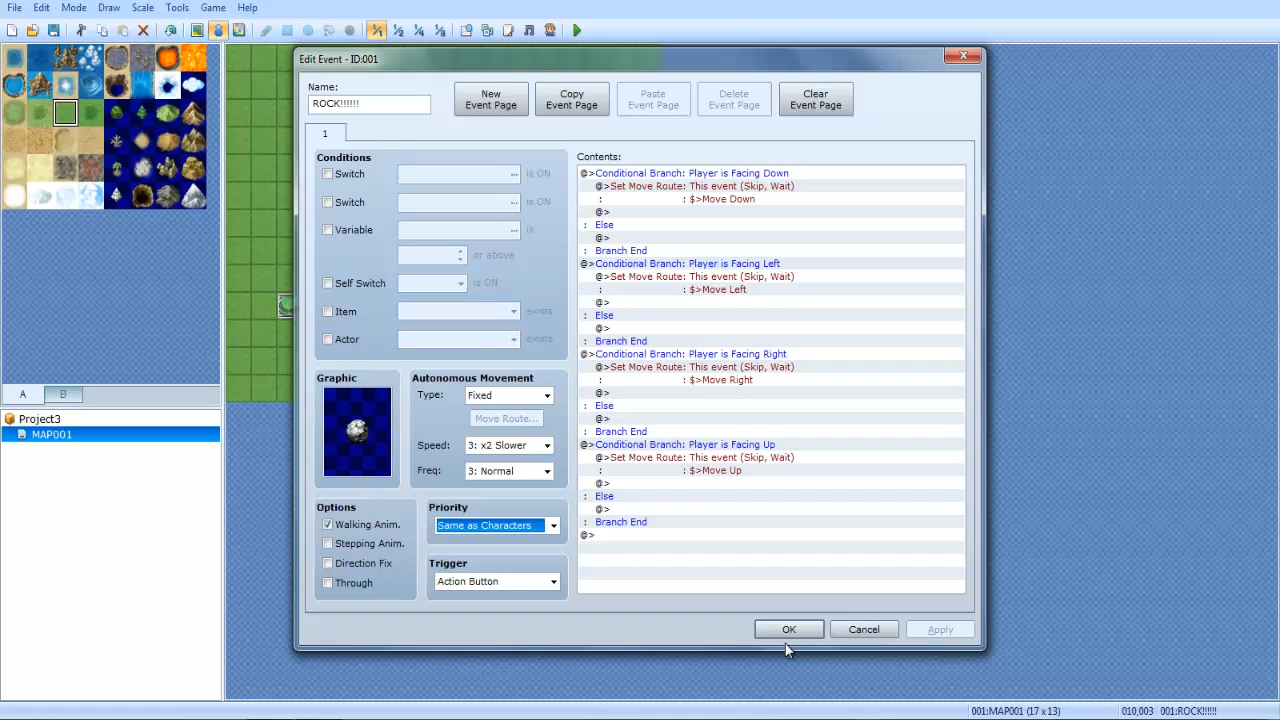 File Edit Mode Draw Scale Tools Game Help
1/1 1/2 1/4 1/8
Edit Event - ID:001
Name:
ROCK!!!!!!
New Event Page
Copy Event Page
Paste Event Page
Delete Event Page
Clear Event Page
1
Conditions
Switch ... is ON
Switch ... is ON
Variable ... is
or above
Self Switch is ON
Item exists
Actor exists
Graphic
Autonomous Movement
Type: Fixed
Move Route...
Speed: 3: x2 Slower
Freq: 3: Normal
Options
Walking Anim.
Stepping Anim.
Direction Fix
Through
Priority
Same as Characters
Trigger
Action Button
Contents:
@>Conditional Branch: Player is Facing Down
@>Set Move Route: This event (Skip, Wait)
: : $>Move Down
@>
: Else
@>
: Branch End
@>Conditional Branch: Player is Facing Left
@>Set Move Route: This event (Skip, Wait)
: : $>Move Left
@>
: Else
@>
: Branch End
@>Conditional Branch: Player is Facing Right
@>Set Move Route: This event (Skip, Wait)
: : $>Move Right
@>
: Else
@>
: Branch End
@>Conditional Branch: Player is Facing Up
@>Set Move Route: This event (Skip, Wait)
: : $>Move Up
@>
: Else
@>
: Branch End
@>
OK Cancel Apply
A B
Project3
MAP001
001:MAP001 (17 x 13) 010,003 001:ROCK!!!!!!